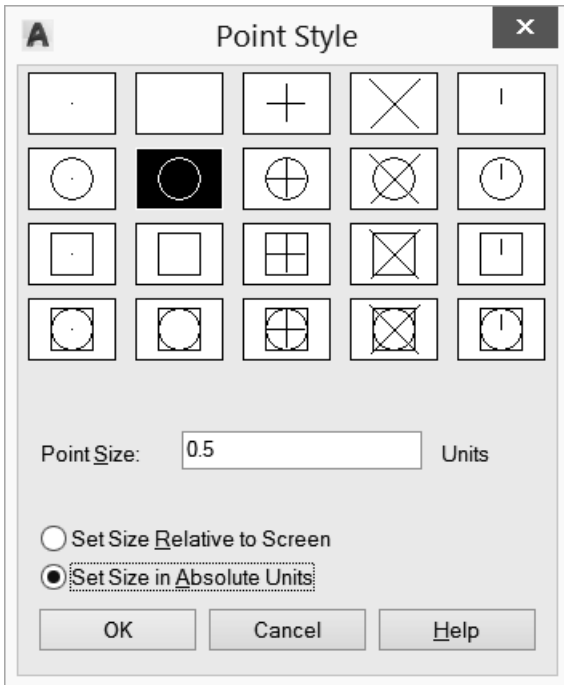 A
Point Style
X
Point Size: 0.5 Units
Set Size Relative to Screen
Set Size in Absolute Units
OK Cancel Help